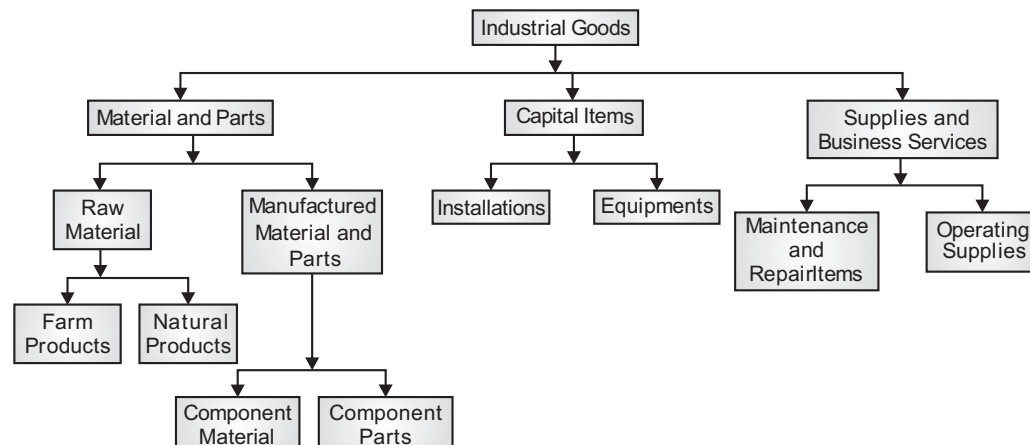 Industrial Goods
Material and Parts
Capital Items
Supplies and
Business Services
Raw
Material
Manufactured
Material and
Parts
Installations
Equipments
Maintenance
and
RepairItems
Operating
Supplies
Farm
Products
Natural
Products
Component
Material
Component
Parts